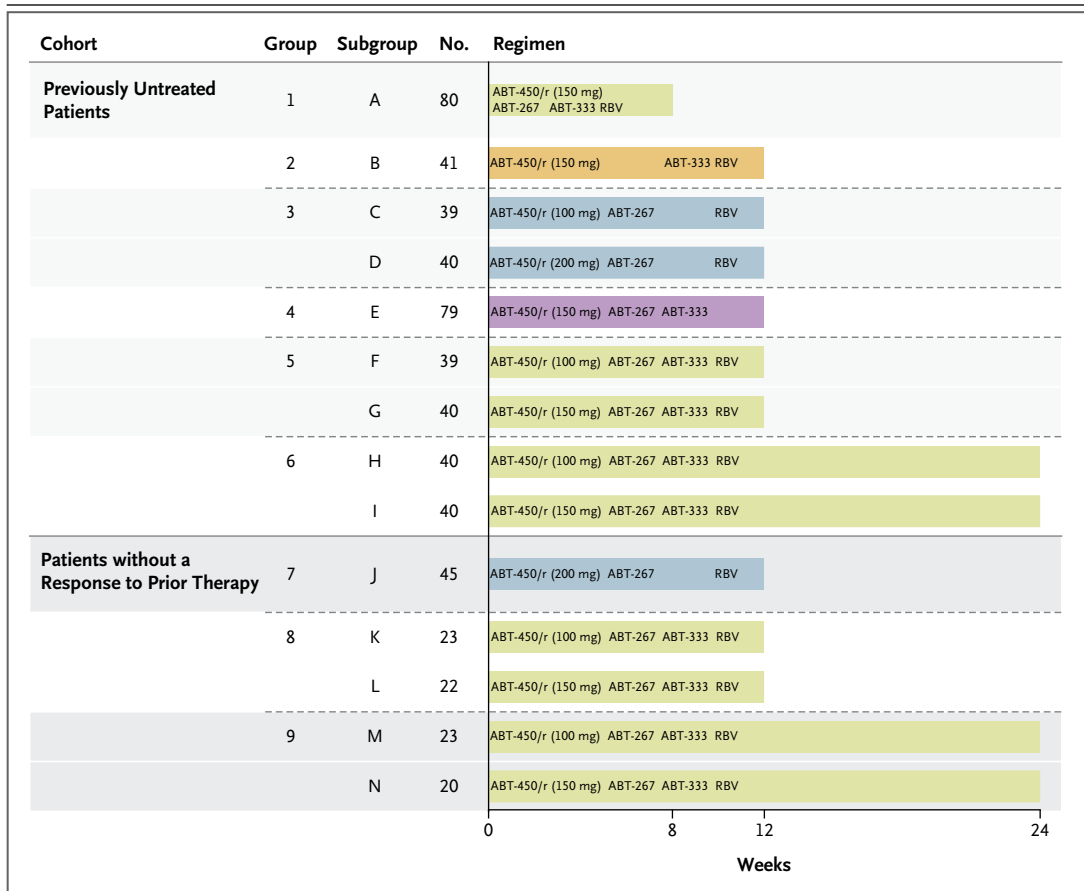 Cohort Group Subgroup No. Regimen
Previously Untreated
Patients
1 A 80
ABT-450/r (150 mg)
ABT-267 ABT-333 RBV
2 B 41 ABT-450/r (150 mg) ABT-333 RBV
3 C 39 ABT-450/r (100 mg) ABT-267 RBV
D 40 ABT-450/r (200 mg) ABT-267 RBV
4 E 79 ABT-450/r (150 mg) ABT-267 ABT-333
5 F 39 ABT-450/r (100 mg) ABT-267 ABT-333 RBV
G 40 ABT-450/r (150 mg) ABT-267 ABT-333 RBV
6 H 40 ABT-450/r (100 mg) ABT-267 ABT-333 RBV
I 40 ABT-450/r (150 mg) ABT-267 ABT-333 RBV
Patients without a
Response to Prior Therapy
7 J 45 ABT-450/r (200 mg) ABT-267 RBV
8 K 23 ABT-450/r (100 mg) ABT-267 ABT-333 RBV
L 22 ABT-450/r (150 mg) ABT-267 ABT-333 RBV
9 M 23 ABT-450/r (100 mg) ABT-267 ABT-333 RBV
N 20 ABT-450/r (150 mg) ABT-267 ABT-333 RBV
0 8 12 24
Weeks